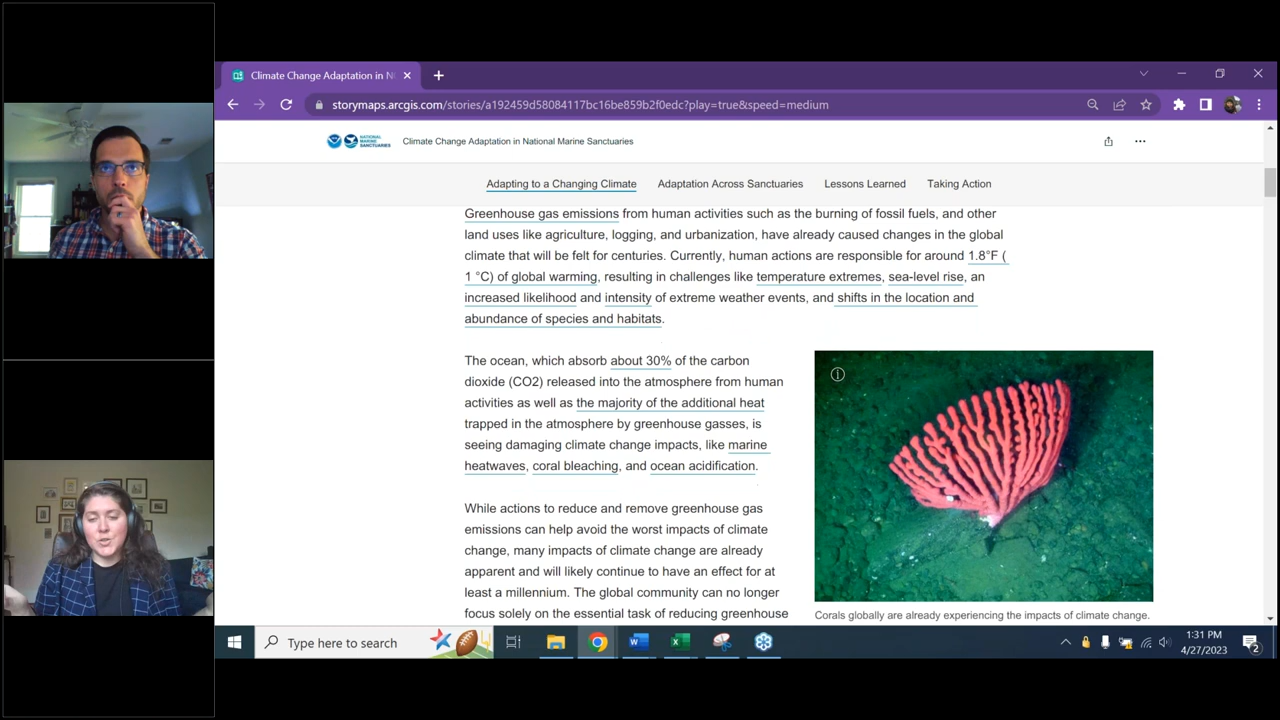 Climate Change Adaptation in N
storymaps.arcgis.com/stories/a192459d58084117bc16be859b2f0edc?play=true&speed=medium
NATIONAL
MARINE
SANCTUARIES
Climate Change Adaptation in National Marine Sanctuaries
Adapting to a Changing Climate
Adaptation Across Sanctuaries
Lessons Learned
Taking Action
Greenhouse gas emissions from human activities such as the burning of fossil fuels, and other
land uses like agriculture, logging, and urbanization, have already caused changes in the global
climate that will be felt for centuries. Currently, human actions are responsible for around 1.8°F (
1 °C) of global warming, resulting in challenges like temperature extremes, sea-level rise, an
increased likelihood and intensity of extreme weather events, and shifts in the location and
abundance of species and habitats.
The ocean, which absorb about 30% of the carbon
dioxide (CO2) released into the atmosphere from human
activities as well as the majority of the additional heat
trapped in the atmosphere by greenhouse gasses, is
seeing damaging climate change impacts, like marine
heatwaves, coral bleaching, and ocean acidification.
While actions to reduce and remove greenhouse gas
emissions can help avoid the worst impacts of climate
change, many impacts of climate change are already
apparent and will likely continue to have an effect for at
least a millennium. The global community can no longer
focus solely on the essential task of reducing greenhouse
Corals globally are already experiencing the impacts of climate change.
Type here to search
1:31 PM
4/27/2023
2